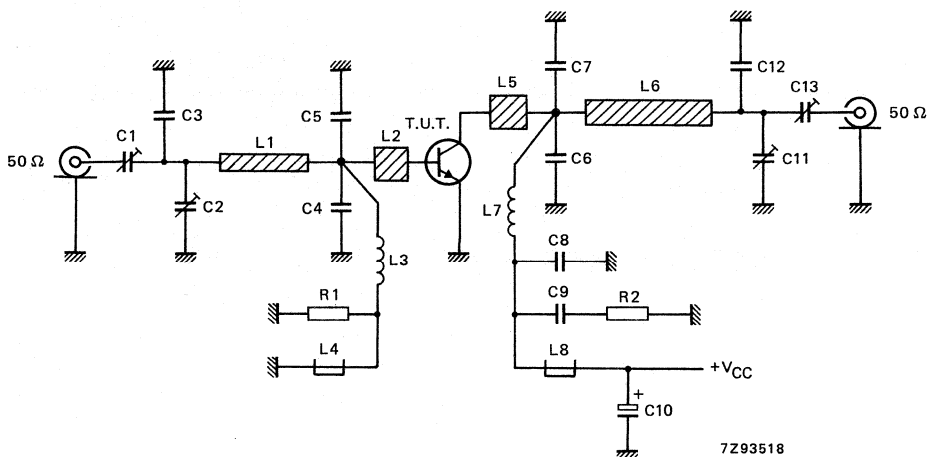 C7
C12
L5
L6
C13
C3
C5
T.U.T.
50 Ω
C1
L1
L2
50 Ω
C6
C11
C2
C4
L7
L3
C8
C9
R2
R1
L4
L8
+VCC
+
C10
7Z93518